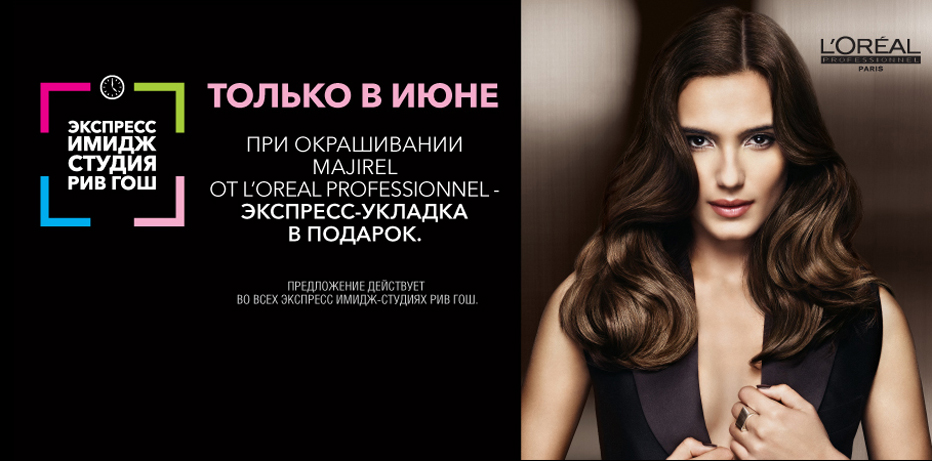 ЭКСПРЕСС
ИМИДЖ
СТУДИЯ
РИВ ГОШ
ТОЛЬКО В ИЮНЕ
ПРИ ОКРАШИВАНИИ
MAJIREL
ОТ L'OREAL PROFESSIONNEL -
ЭКСПРЕСС-УКЛАДКА
В ПОДАРОК.
ПРЕДЛОЖЕНИЕ ДЕЙСТВУЕТ
ВО ВСЕХ ЭКСПРЕСС ИМИДЖ-СТУДИЯХ РИВ ГОШ.
L'ORÉAL
PROFESSIONNEL
PARIS